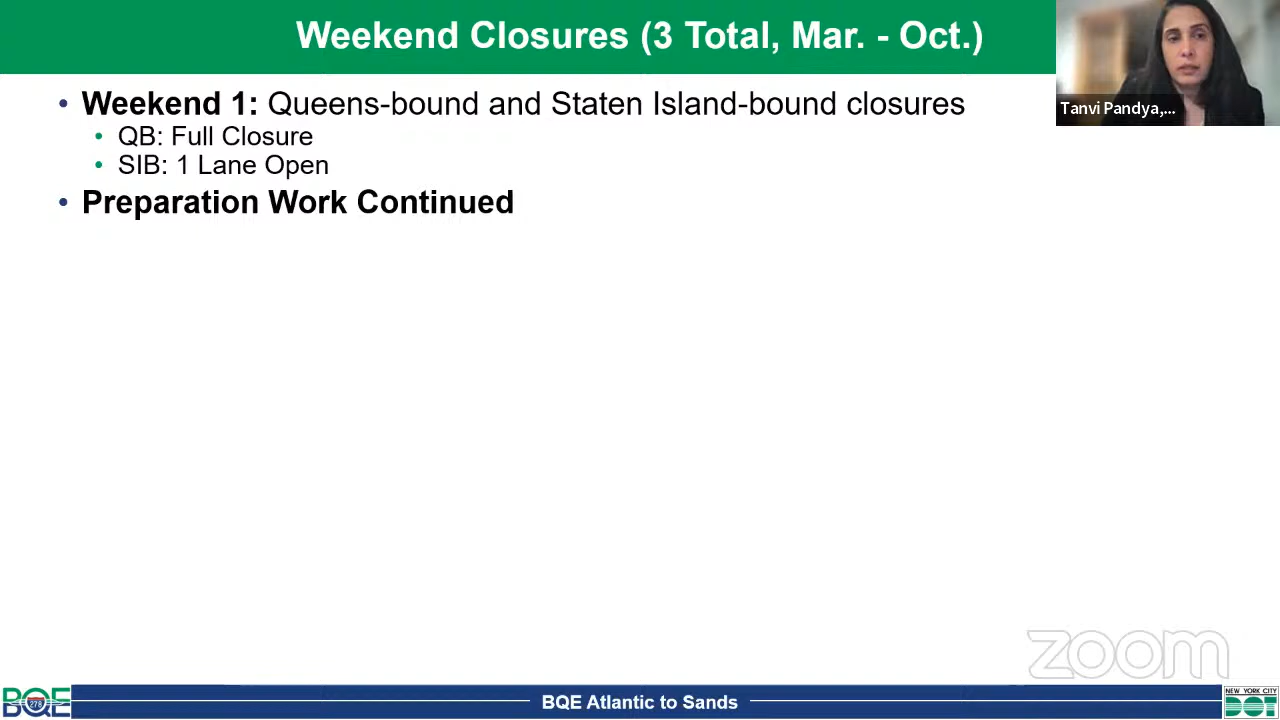 Weekend Closures (3 Total, Mar. - Oct.)
Tanvi Pandya,...
• Weekend 1: Queens-bound and Staten Island-bound closures
• QB: Full Closure
• SIB: 1 Lane Open
• Preparation Work Continued
zoom
BQE
278
BQE Atlantic to Sands
NEW YORK CITY
DOT